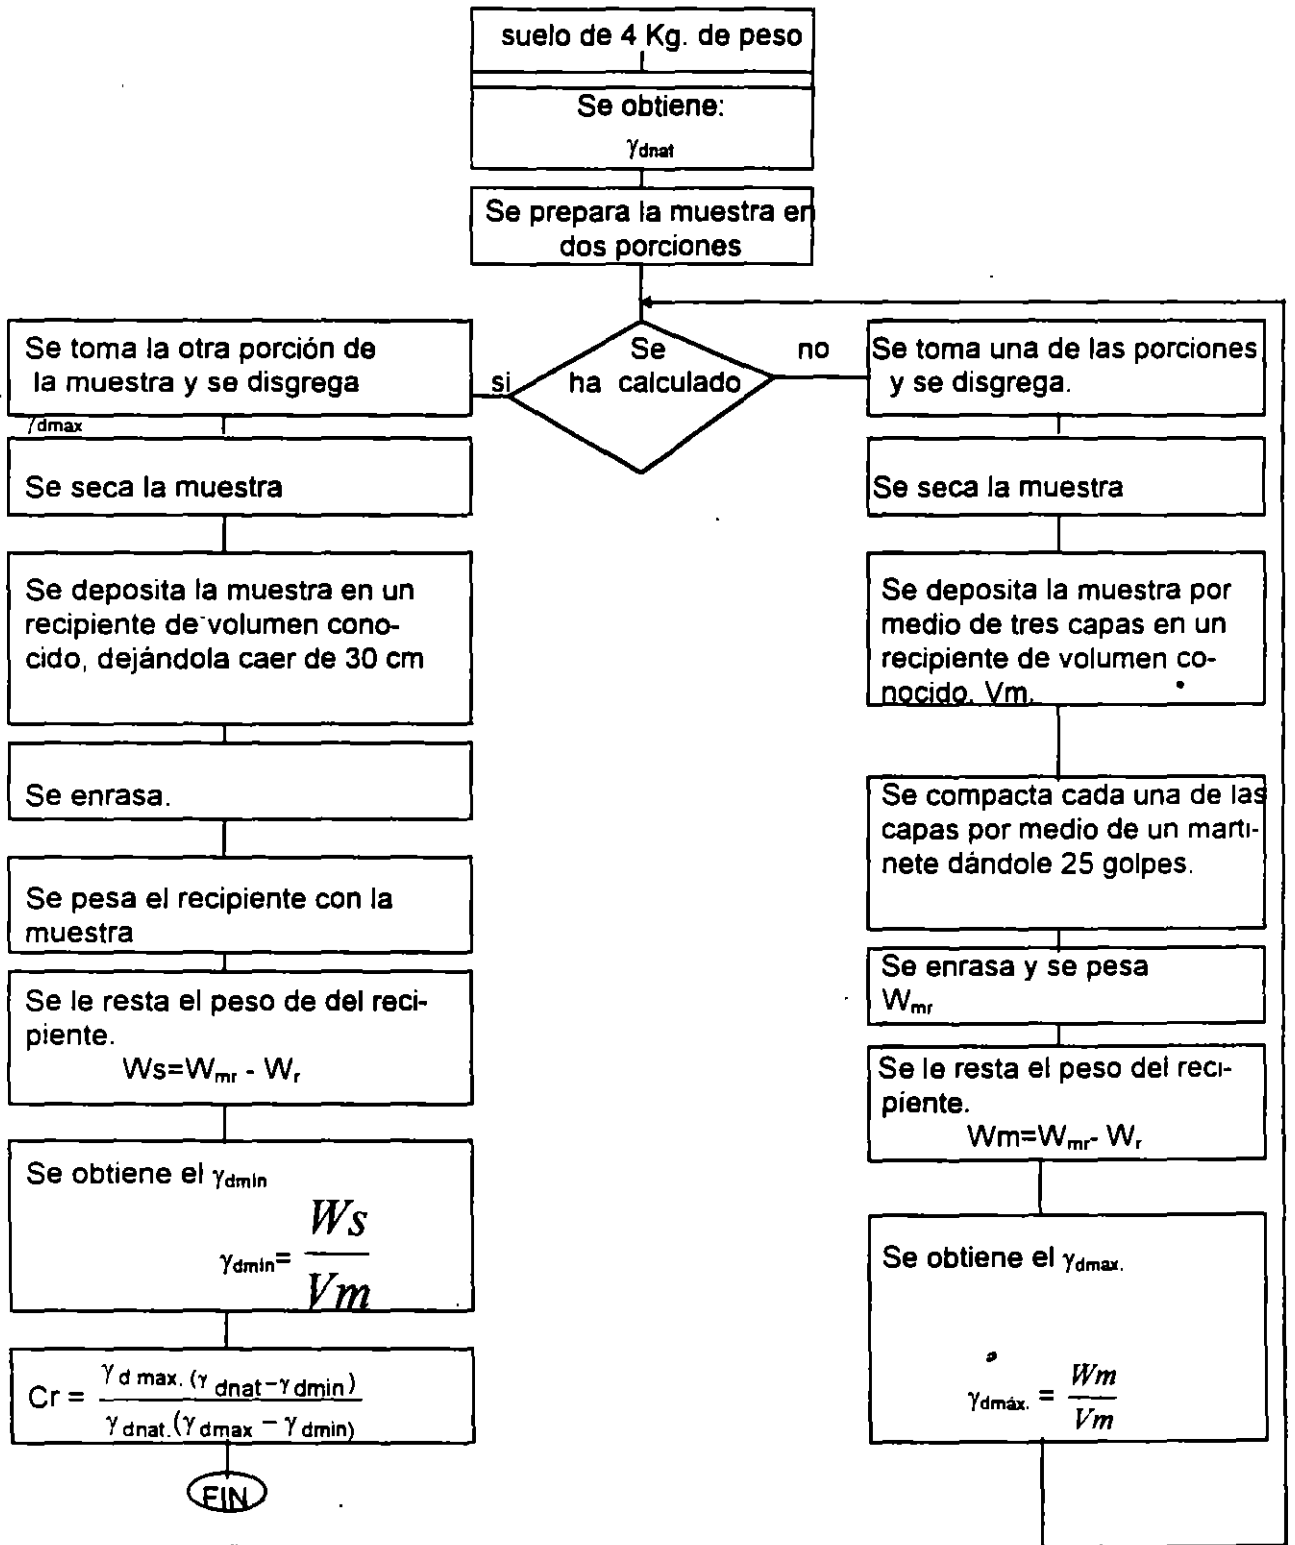 suelo de 4 Kg. de peso
Se obtiene:
γdnat
Se prepara la muestra en
dos porciones
Se
ha calculado
si
no
Se toma la otra porción de
la muestra y se disgrega
γdmax
Se seca la muestra
Se deposita la muestra en un
recipiente de volumen cono-
cido, dejándola caer de 30 cm
Se enrasa.
Se pesa el recipiente con la
muestra
Se le resta el peso de del reci-
piente.
Ws=Wmr - Wr
Se obtiene el γdmin
γdmin= Ws / Vm
Cr = γ d max. (γ dnat–γ dmin) / γ dnat.(γ dmax – γ dmin)
FIN
Se toma una de las porciones
y se disgrega.
Se seca la muestra
Se deposita la muestra por
medio de tres capas en un
recipiente de volumen co-
nocido. Vm.
Se compacta cada una de las
capas por medio de un marti-
nete dándole 25 golpes.
Se enrasa y se pesa
Wmr
Se le resta el peso del reci-
piente.
Wm=Wmr- Wr
Se obtiene el γdmax.
γdmáx. = Wm / Vm